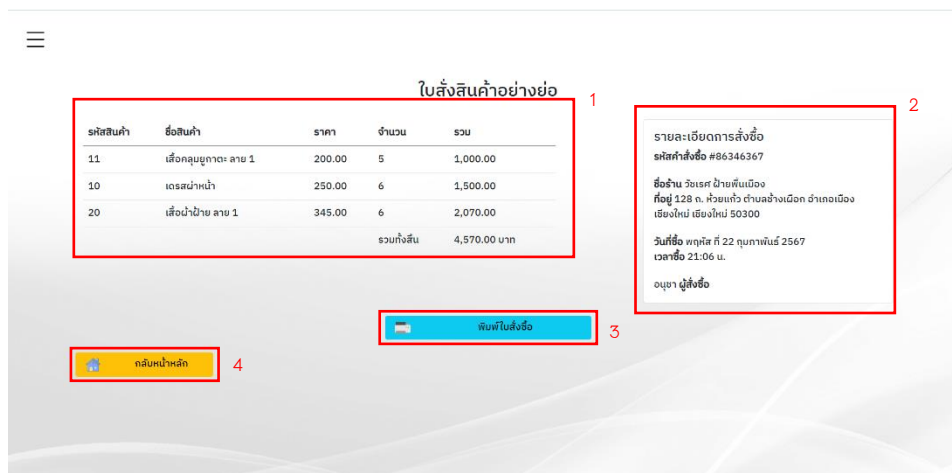 ใบสั่งสินค้าอย่างย่อ
1
2
รหัสสินค้า ชื่อสินค้า ราคา จำนวน รวม
11 เสื้อคลุมยูกาตะ ลาย 1 200.00 5 1,000.00
10 เดรสผ่าหน้า 250.00 6 1,500.00
20 เสื้อผ้าฝ้าย ลาย 1 345.00 6 2,070.00
รวมทั้งสิ้น 4,570.00 บาท
รายละเอียดการสั่งซื้อ
รหัสคำสั่งซื้อ #86346367
ชื่อร้าน วัชเรศ ฝ้ายพื้นเมือง
ที่อยู่ 128 ถ. ห้วยแก้ว ตำบลช้างเผือก อำเภอเมือง
เชียงใหม่ เชียงใหม่ 50300
วันที่ซื้อ พฤหัส ที่ 22 กุมภาพันธ์ 2567
เวลาซื้อ 21:06 น.
อนุชา ผู้สั่งซื้อ
พิมพ์ใบสั่งซื้อ
3
กลับหน้าหลัก
4